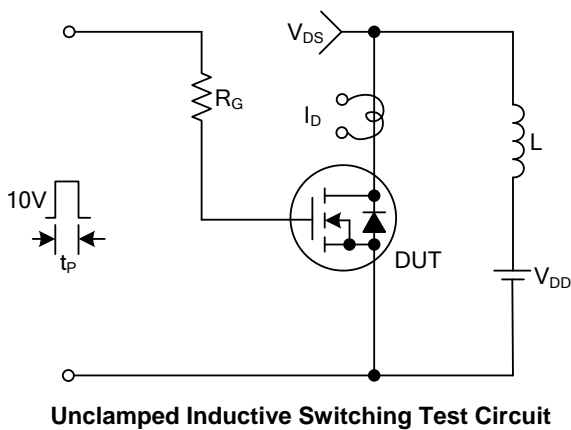 V_DS
R_G
I_D
L
10V
t_P
DUT
V_DD
Unclamped Inductive Switching Test Circuit